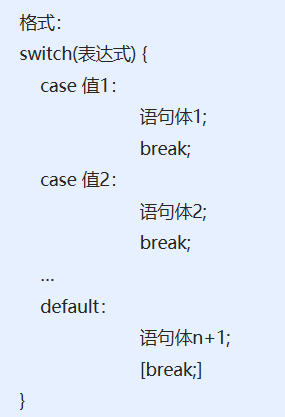 格式：
switch(表达式) {
case 值1：
语句体1;
break;
case 值2：
语句体2;
break;
…
default：
语句体n+1;
[break;]
}